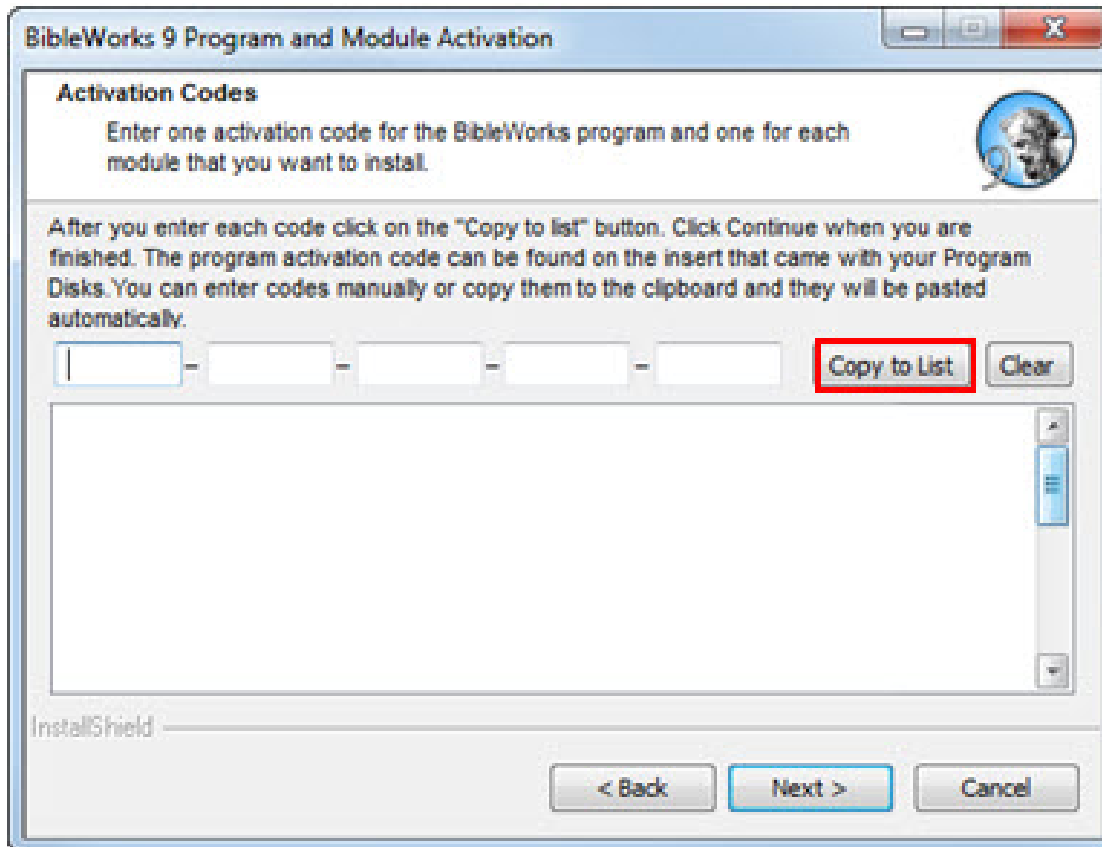 BibleWorks 9 Program and Module Activation
Activation Codes
Enter one activation code for the BibleWorks program and one for each
module that you want to install.
After you enter each code click on the "Copy to list" button. Click Continue when you are
finished. The program activation code can be found on the insert that came with your Program
Disks.You can enter codes manually or copy them to the clipboard and they will be pasted
automatically.
– – – – Copy to List Clear
InstallShield
< Back Next > Cancel